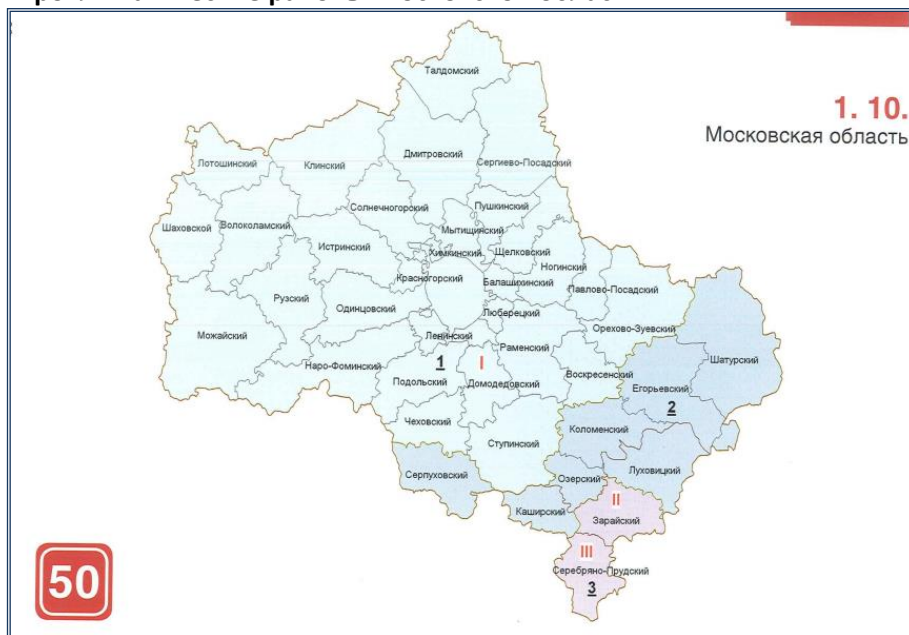 1. 10.
Московская область
Талдомский
Дмитровский
Сергиево-Посадский
Лотошинский
Клинский
Солнечногорский
Пушкинский
Шаховской
Волоколамский
Мытищинский
Истринский
Химкинский
Щелковский
Ногинский
Красногорский
Балашихинский
Павлово-Посадский
Рузский
Одинцовский
Люберецкий
Можайский
Ленинский
Орехово-Зуевский
Раменский
Шатурский
Наро-Фоминский
1
I
Воскресенский
Подольский
Домодедовский
Егорьевский
2
Чеховский
Коломенский
Ступинский
Серпуховский
Озерский
Луховицкий
Каширский
II
Зарайский
III
Серебряно-Прудский
3
50